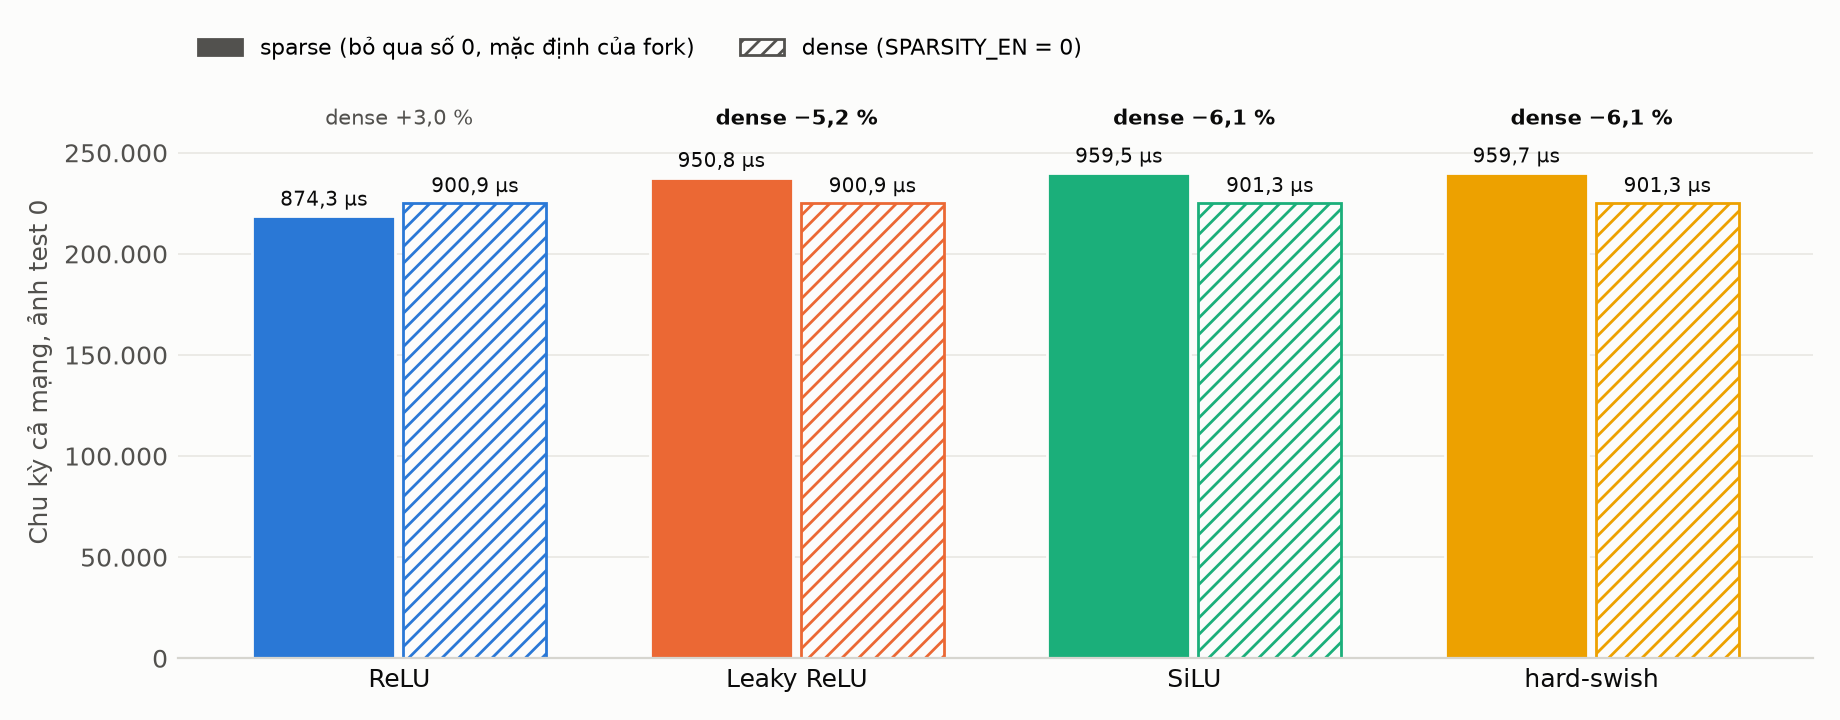 sparse (bỏ qua số 0, mặc định của fork)
dense (SPARSITY_EN = 0)
dense +3,0 %
dense −5,2 %
dense −6,1 %
dense −6,1 %
874,3 µs
900,9 µs
950,8 µs
900,9 µs
959,5 µs
901,3 µs
959,7 µs
901,3 µs
Chu kỳ cả mạng, ảnh test 0
250.000
200.000
150.000
100.000
50.000
0
ReLU
Leaky ReLU
SiLU
hard-swish